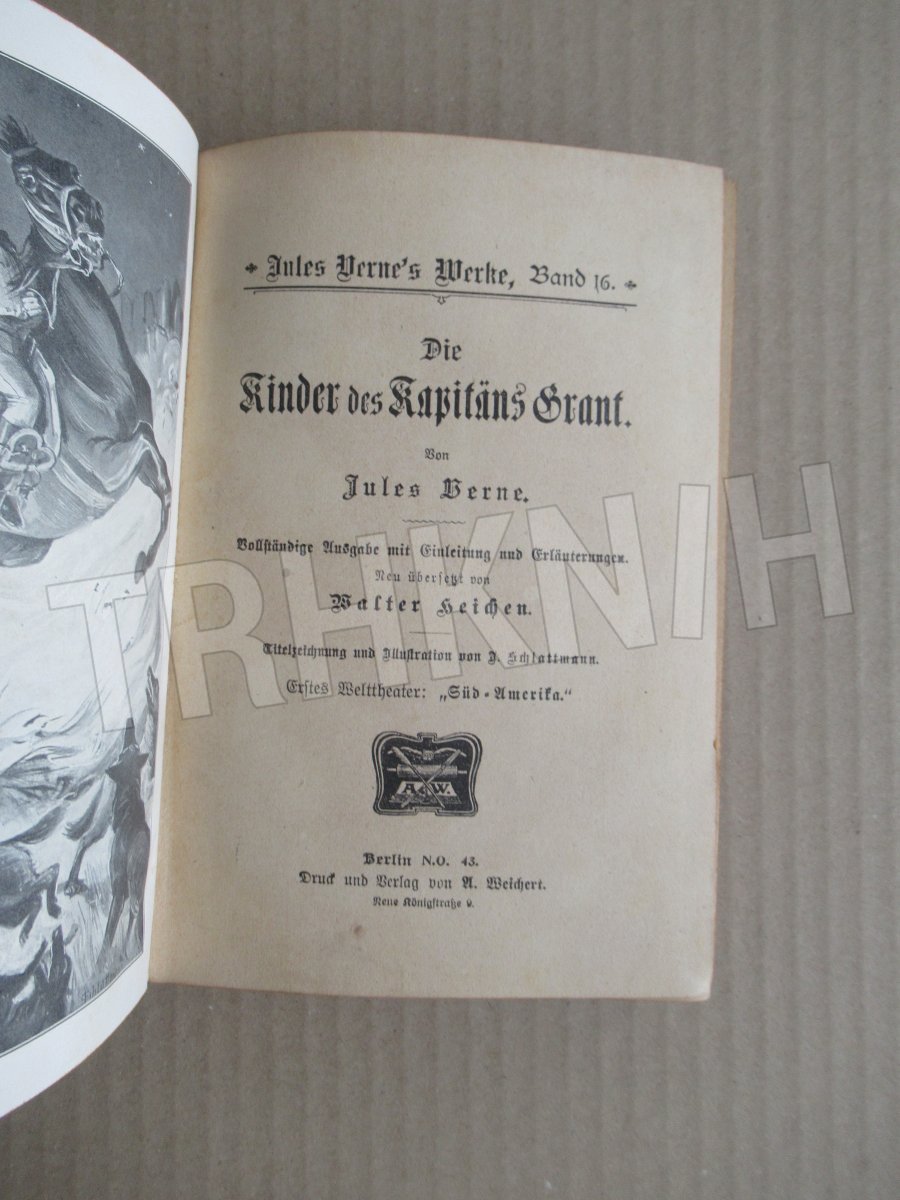 Jules Verne's Werke, Band 16.
Die
Kinder des Kapitäns Grant.
Von
Jules Verne.
Vollständige Ausgabe mit Einleitung und Erläuterungen.
Neu übersetzt von
Walter Heichen.
Titelzeichnung und Illustration von J. Schlattmann.
Erstes Welttheater: „Süd-Amerika."
A. W.
Berlin N.O. 43.
Druck und Verlag von A. Weichert.
Neue Königstraße 9.
TRHKNIH